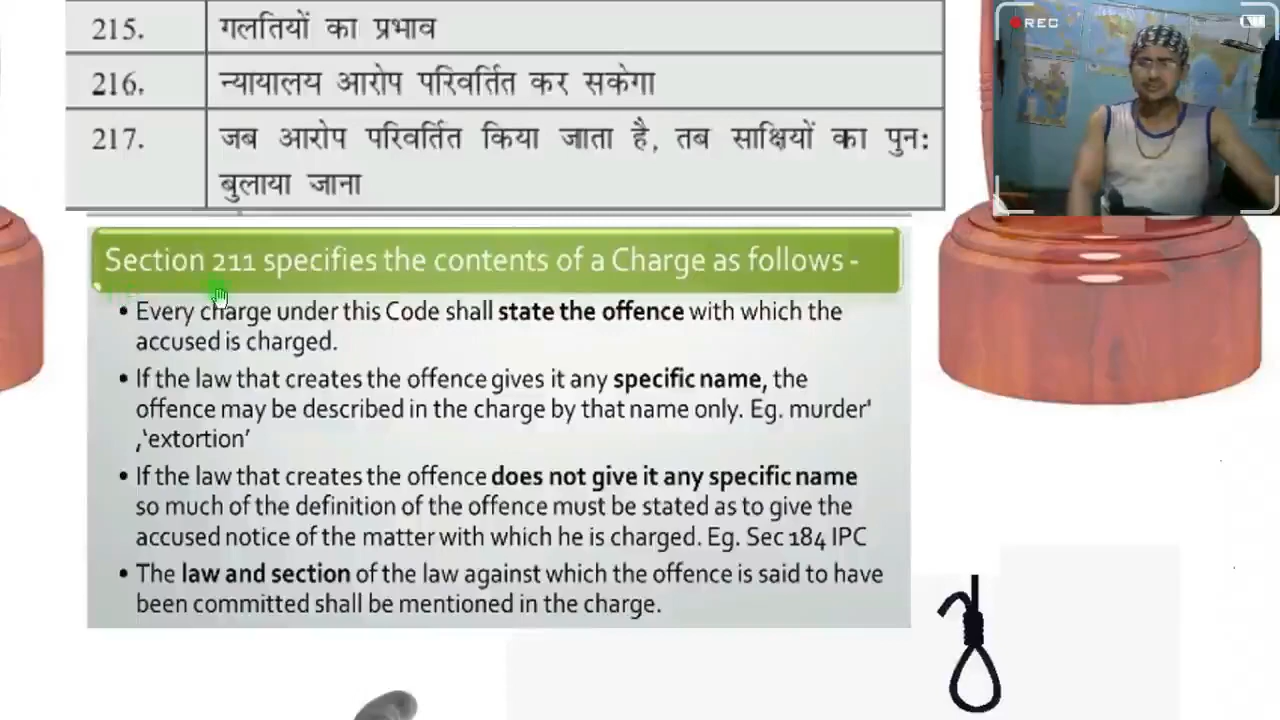 215. गलतियों का प्रभाव
216. न्यायालय आरोप परिवर्तित कर सकेगा
217. जब आरोप परिवर्तित किया जाता है, तब साक्षियों का पुन:
बुलाया जाना
REC
Section 211 specifies the contents of a Charge as follows -
• Every charge under this Code shall state the offence with which the
accused is charged.
• If the law that creates the offence gives it any specific name, the
offence may be described in the charge by that name only. Eg. murder'
,‘extortion’
• If the law that creates the offence does not give it any specific name
so much of the definition of the offence must be stated as to give the
accused notice of the matter with which he is charged. Eg. Sec 184 IPC
• The law and section of the law against which the offence is said to have
been committed shall be mentioned in the charge.